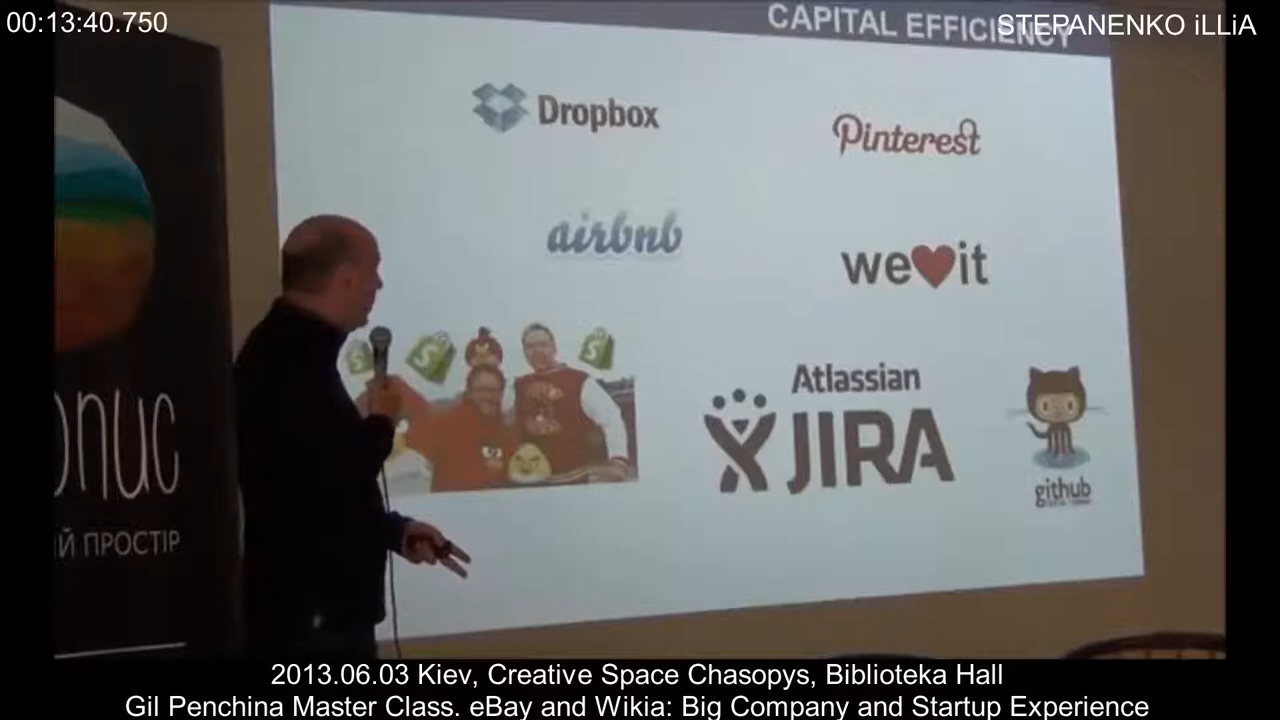 00:13:40.750
STEPANENKO iLLiA
CAPITAL EFFICIENCY
Dropbox
Pinterest
airbnb
we it
S
S
S
Atlassian
JIRA
github
ОПИС
ИЙ ПРОСТІР
2013.06.03 Kiev, Creative Space Chasopys, Biblioteka Hall
Gil Penchina Master Class. eBay and Wikia: Big Company and Startup Experience